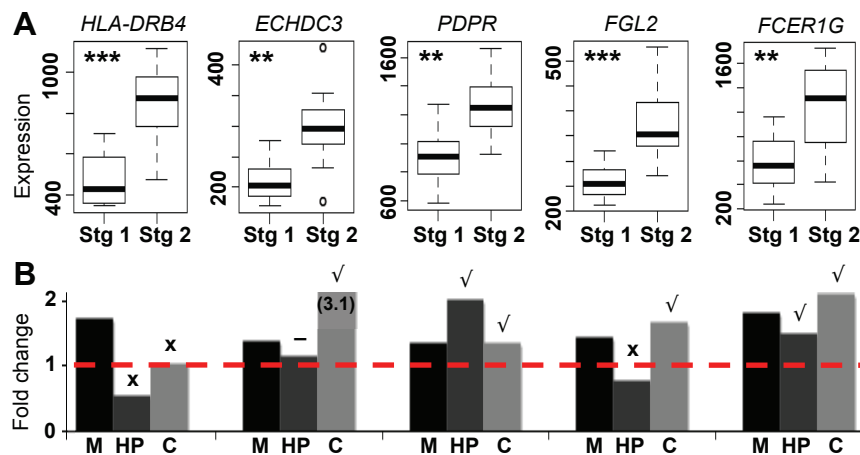 A HLA-DRB4 ECHDC3 PDPR FGL2 FCER1G
*** ** ** *** **
Expression
1000
400
400
200
1600
600
500
200
1600
200
Stg 1 Stg 2 Stg 1 Stg 2 Stg 1 Stg 2 Stg 1 Stg 2 Stg 1 Stg 2
B
Fold change
2
1
0
x x – √ √ √ x √ √ √
(3.1)
M HP C M HP C M HP C M HP C M HP C